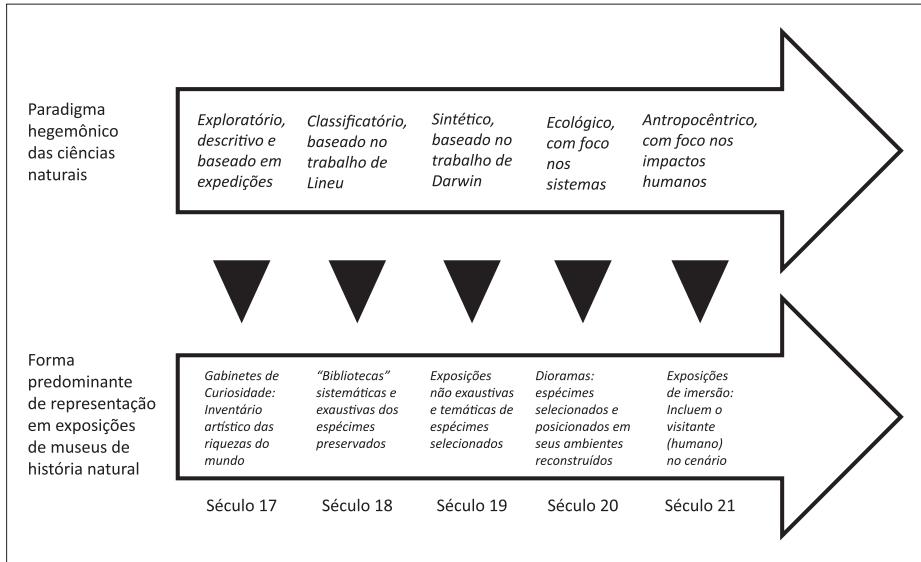 Paradigma
hegemônico
das ciências
naturais
Exploratório,
descritivo e
baseado em
expedições
Classificatório,
baseado no
trabalho de
Lineu
Sintético,
baseado no
trabalho de
Darwin
Ecológico,
com foco
nos
sistemas
Antropocêntrico,
com foco nos
impactos
humanos
Forma
predominante
de representação
em exposições
de museus de
história natural
Gabinetes de
Curiosidade:
Inventário
artístico das
riquezas do
mundo
“Bibliotecas”
sistemáticas e
exaustivas dos
espécimes
preservados
Exposições
não exaustivas
e temáticas de
espécimes
selecionados
Dioramas:
espécimes
selecionados e
posicionados em
seus ambientes
reconstruídos
Exposições
de imersão:
Incluem o
visitante
(humano)
no cenário
Século 17
Século 18
Século 19
Século 20
Século 21